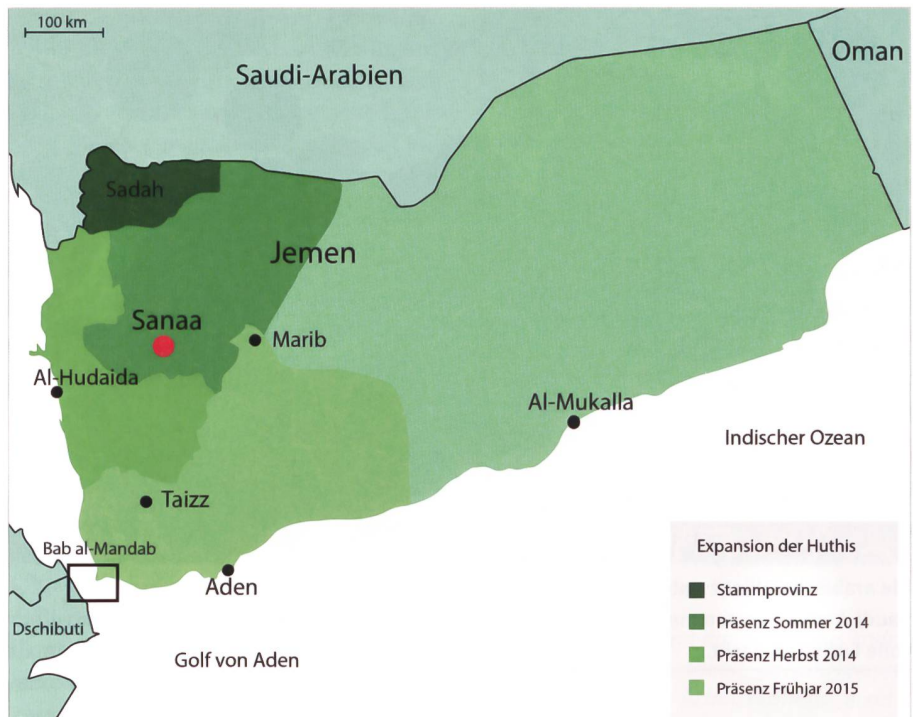 100 km
Saudi-Arabien
Oman
Sadah
Jemen
Sanaa
Marib
Al-Hudaida
Al-Mukalla
Indischer Ozean
Taizz
Bab al-Mandab
Aden
Dschibuti
Golf von Aden
Expansion der Huthis
Stammprovinz
Präsenz Sommer 2014
Präsenz Herbst 2014
Präsenz Frühjar 2015